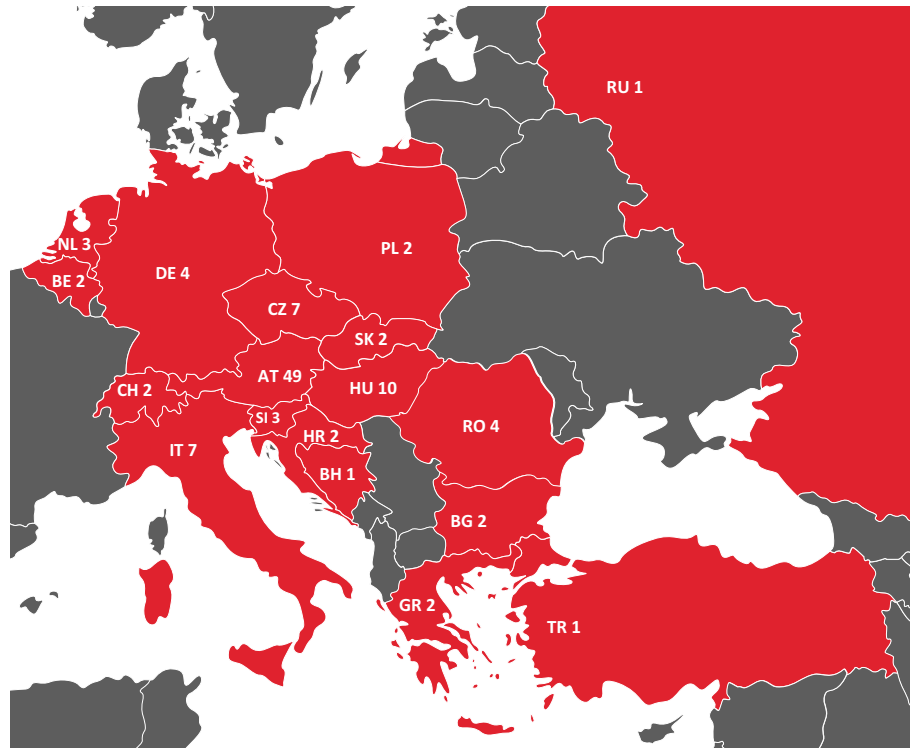 RU 1
NL 3
PL 2
DE 4
BE 2
CZ 7
SK 2
AT 49
HU 10
CH 2
SI 3
RO 4
HR 2
IT 7
BH 1
BG 2
GR 2
TR 1